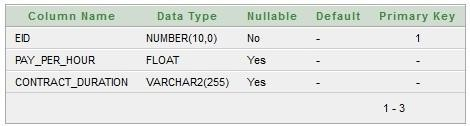 Column Name Data Type Nullable Default Primary Key
EID NUMBER(10,0) No - 1
PAY_PER_HOUR FLOAT Yes - -
CONTRACT_DURATION VARCHAR2(255) Yes - -
1 - 3